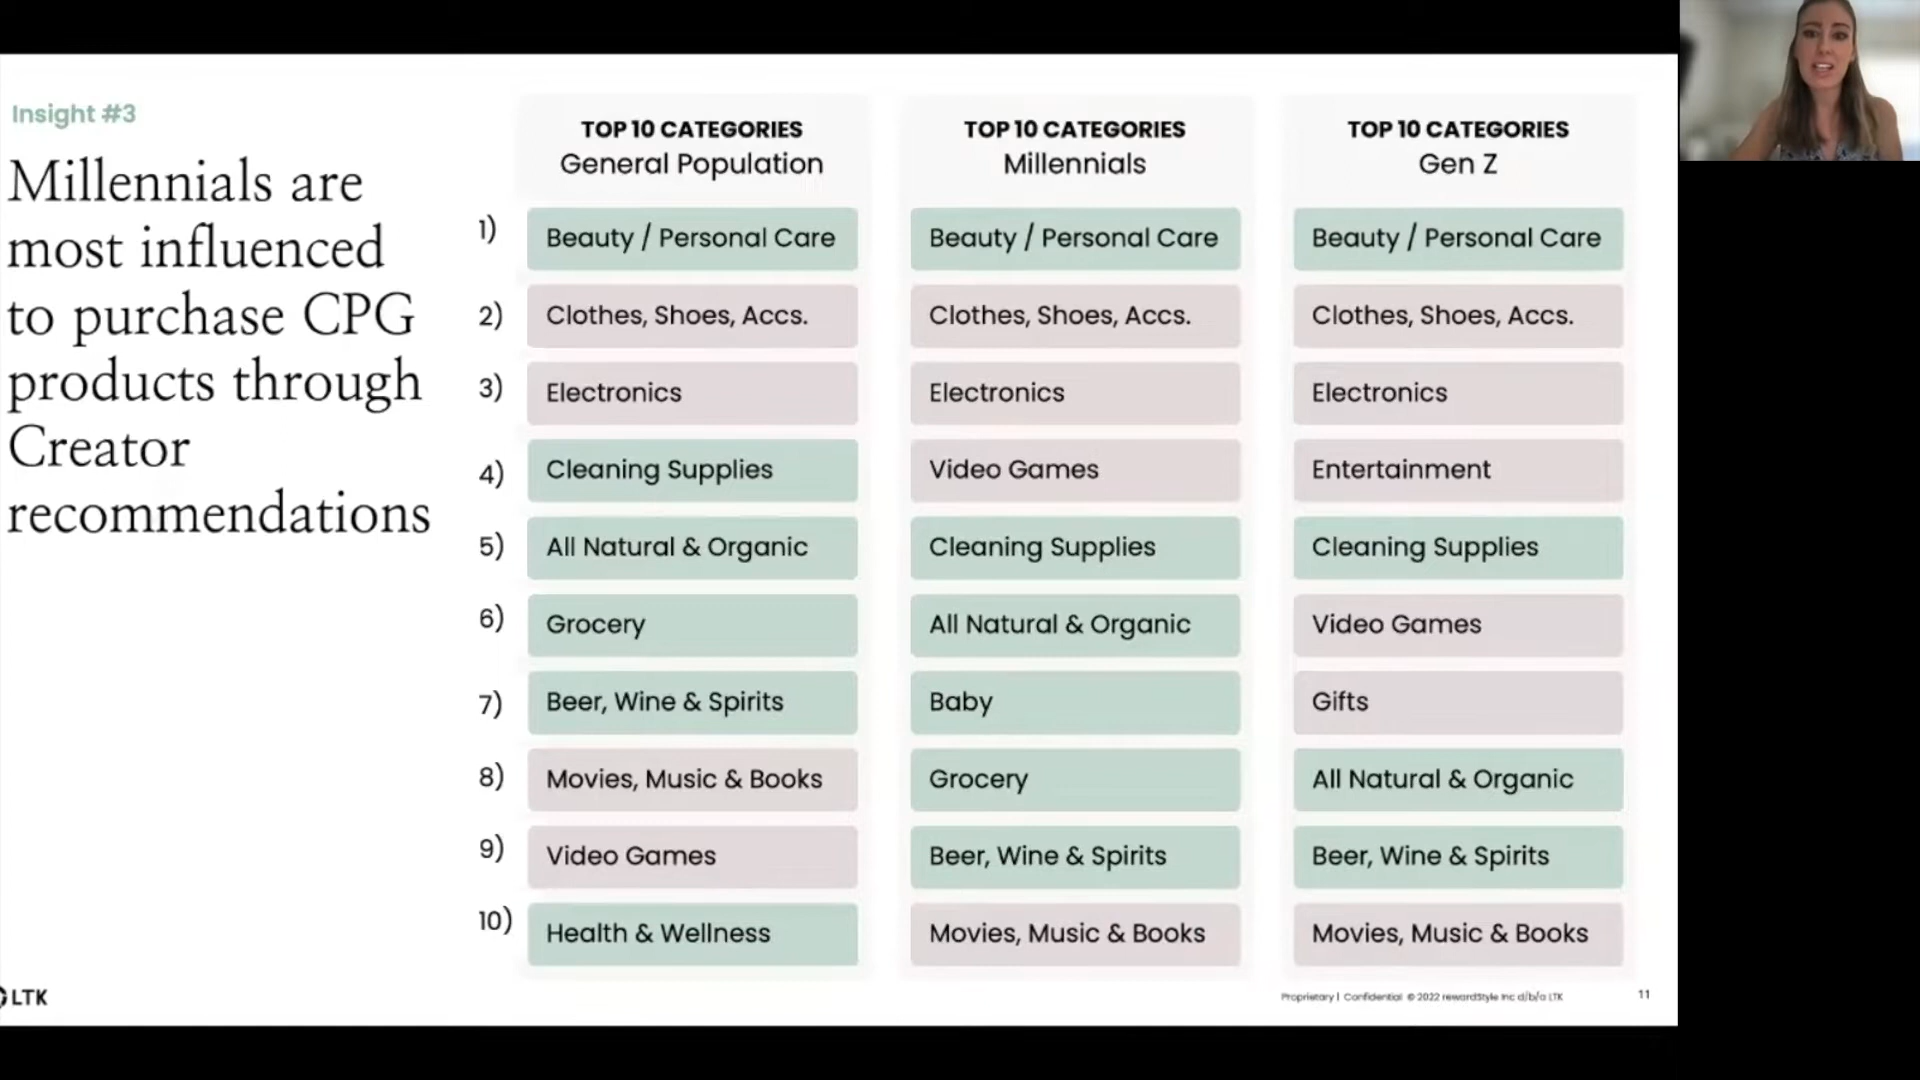 Insight #3
Millennials are
most influenced
to purchase CPG
products through
Creator
recommendations
TOP 10 CATEGORIES
General Population
TOP 10 CATEGORIES
Millennials
TOP 10 CATEGORIES
Gen Z
1) Beauty / Personal Care Beauty / Personal Care Beauty / Personal Care
2) Clothes, Shoes, Accs. Clothes, Shoes, Accs. Clothes, Shoes, Accs.
3) Electronics Electronics Electronics
4) Cleaning Supplies Video Games Entertainment
5) All Natural & Organic Cleaning Supplies Cleaning Supplies
6) Grocery All Natural & Organic Video Games
7) Beer, Wine & Spirits Baby Gifts
8) Movies, Music & Books Grocery All Natural & Organic
9) Video Games Beer, Wine & Spirits Beer, Wine & Spirits
10) Health & Wellness Movies, Music & Books Movies, Music & Books
LTK
Proprietary | Confidential © 2022 rewardStyle Inc d/b/a LTK
11